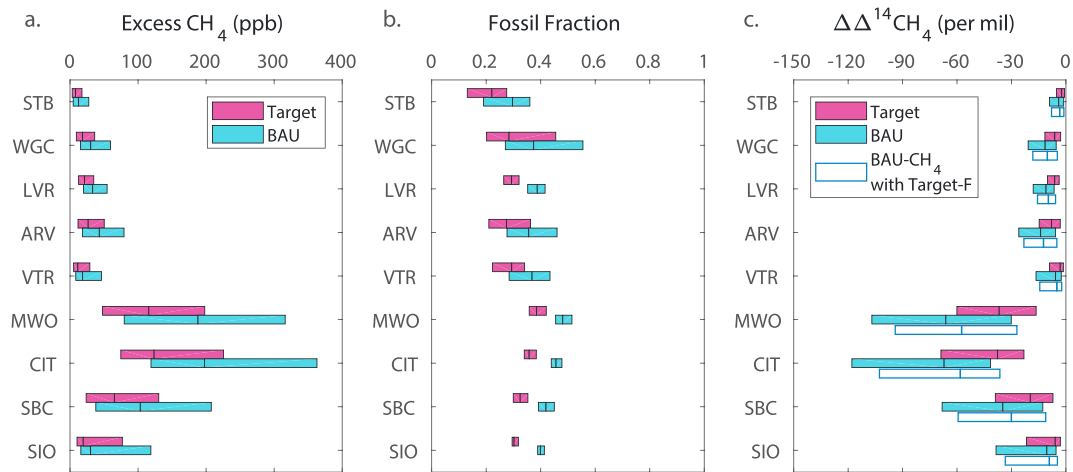 a. Excess CH4 (ppb)
0 100 200 300 400
STB
WGC
LVR
ARV
VTR
MWO
CIT
SBC
SIO
Target
BAU
b. Fossil Fraction
0 0.2 0.4 0.6 0.8 1
STB
WGC
LVR
ARV
VTR
MWO
CIT
SBC
SIO
c. ΔΔ¹⁴CH₄ (per mil)
-150 -120 -90 -60 -30 0
STB
WGC
LVR
ARV
VTR
MWO
CIT
SBC
SIO
Target
BAU
BAU-CH₄
with Target-F